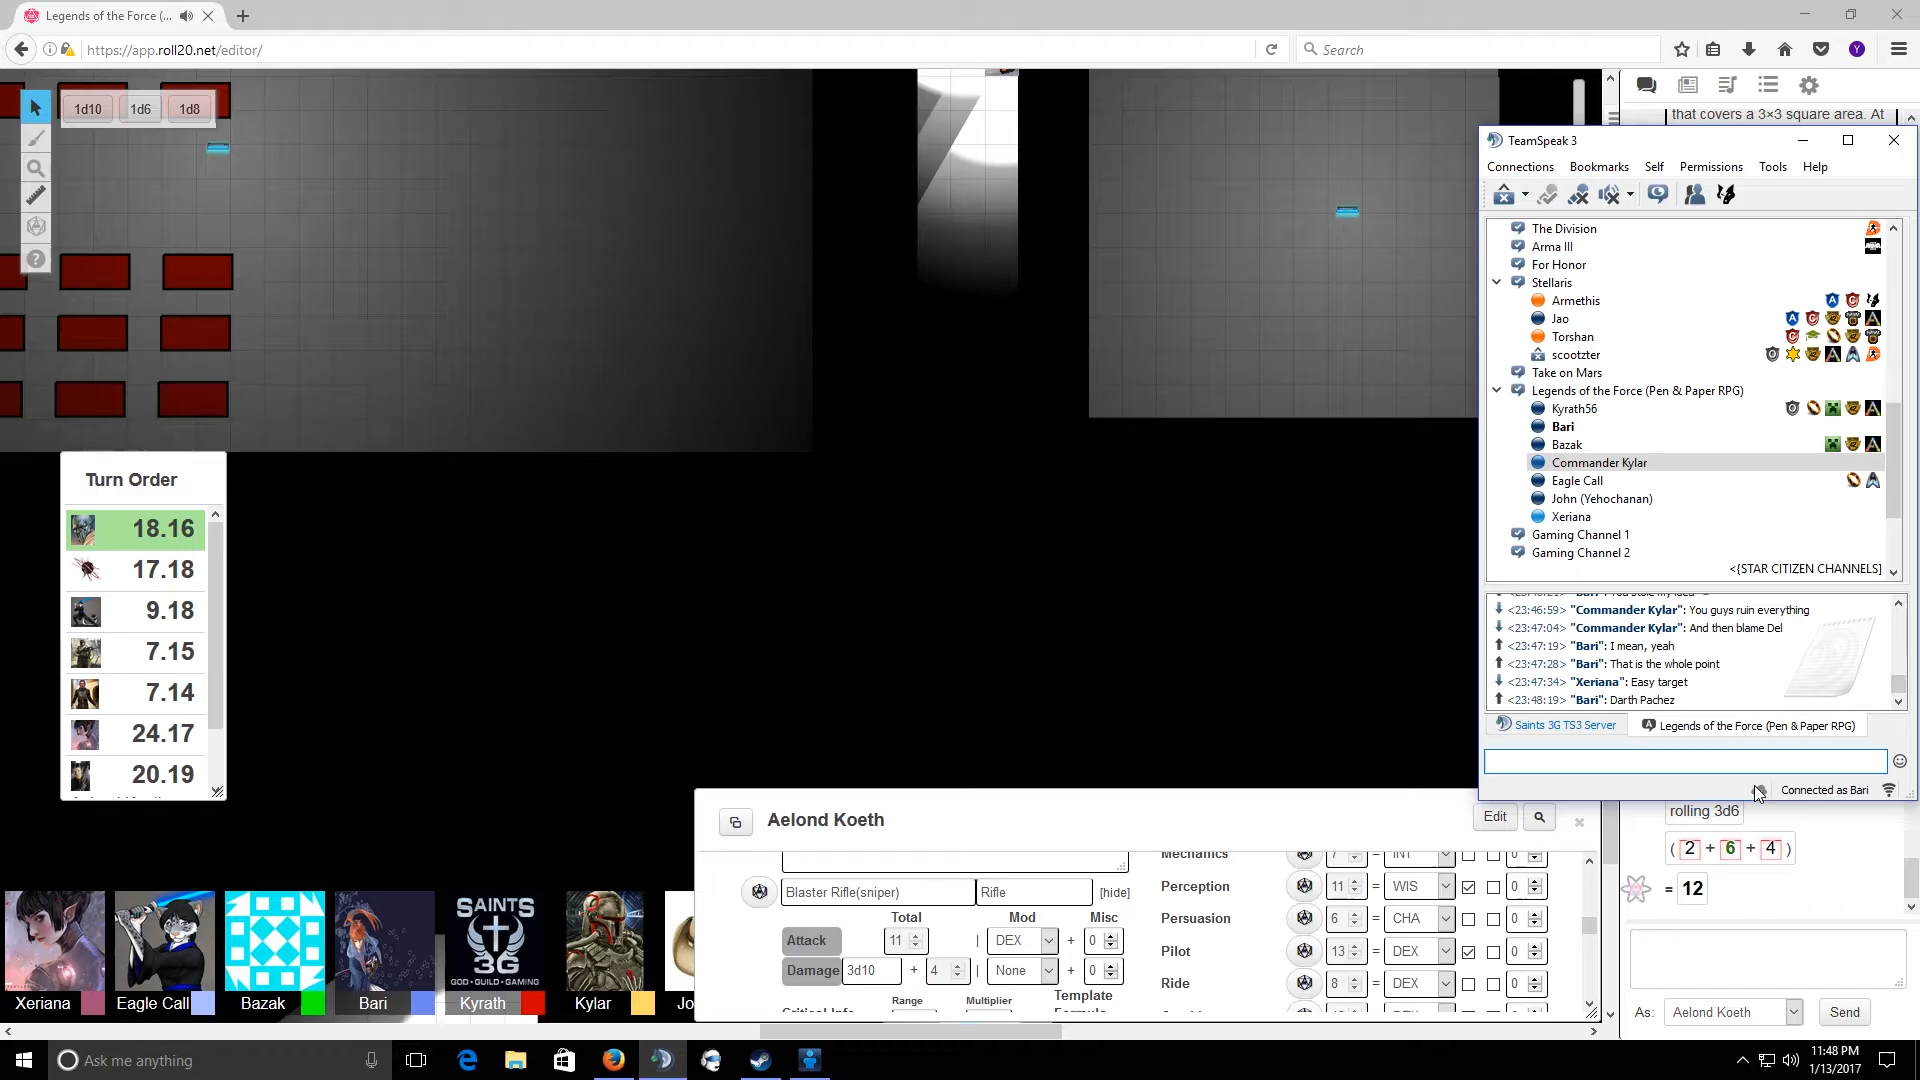 Legends of the Force (...
https://app.roll20.net/editor/
Search
1d10 1d6 1d8
that covers a 3×3 square area. At
TeamSpeak 3
Connections Bookmarks Self Permissions Tools Help
The Division
Arma III
For Honor
Stellaris
Armethis
Jao
Torshan
scootzter
Take on Mars
Legends of the Force (Pen & Paper RPG)
Kyrath56
Bari
Bazak
Commander Kylar
Eagle Call
John (Yehochanan)
Xeriana
Gaming Channel 1
Gaming Channel 2
<{STAR CITIZEN CHANNELS]
<23:46:59> "Commander Kylar": You guys ruin everything
<23:47:04> "Commander Kylar": And then blame Del
<23:47:19> "Bari": I mean, yeah
<23:47:28> "Bari": That is the whole point
<23:47:34> "Xeriana": Easy target
<23:48:19> "Bari": Darth Pachez
Saints 3G TS3 Server Legends of the Force (Pen & Paper RPG)
Connected as Bari
Turn Order
18.16
17.18
9.18
7.15
7.14
24.17
20.19
rolling 3d6
( 2 + 6 + 4 )
= 12
As: Aelond Koeth Send
Aelond Koeth
Edit
Blaster Rifle(sniper) Rifle [hide]
Total Mod Misc
Attack 11 | DEX + 0
Damage 3d10 + 4 | None + 0
Range Multiplier Template
Mechanics 7 = INT 0
Perception 11 = WIS 0
Persuasion 6 = CHA 0
Pilot 13 = DEX 0
Ride 8 = DEX 0
SAINTS
3G
GOD · GUILD · GAMING
Xeriana Eagle Call Bazak Bari Kyrath Kylar Jo
Ask me anything
11:48 PM
1/13/2017